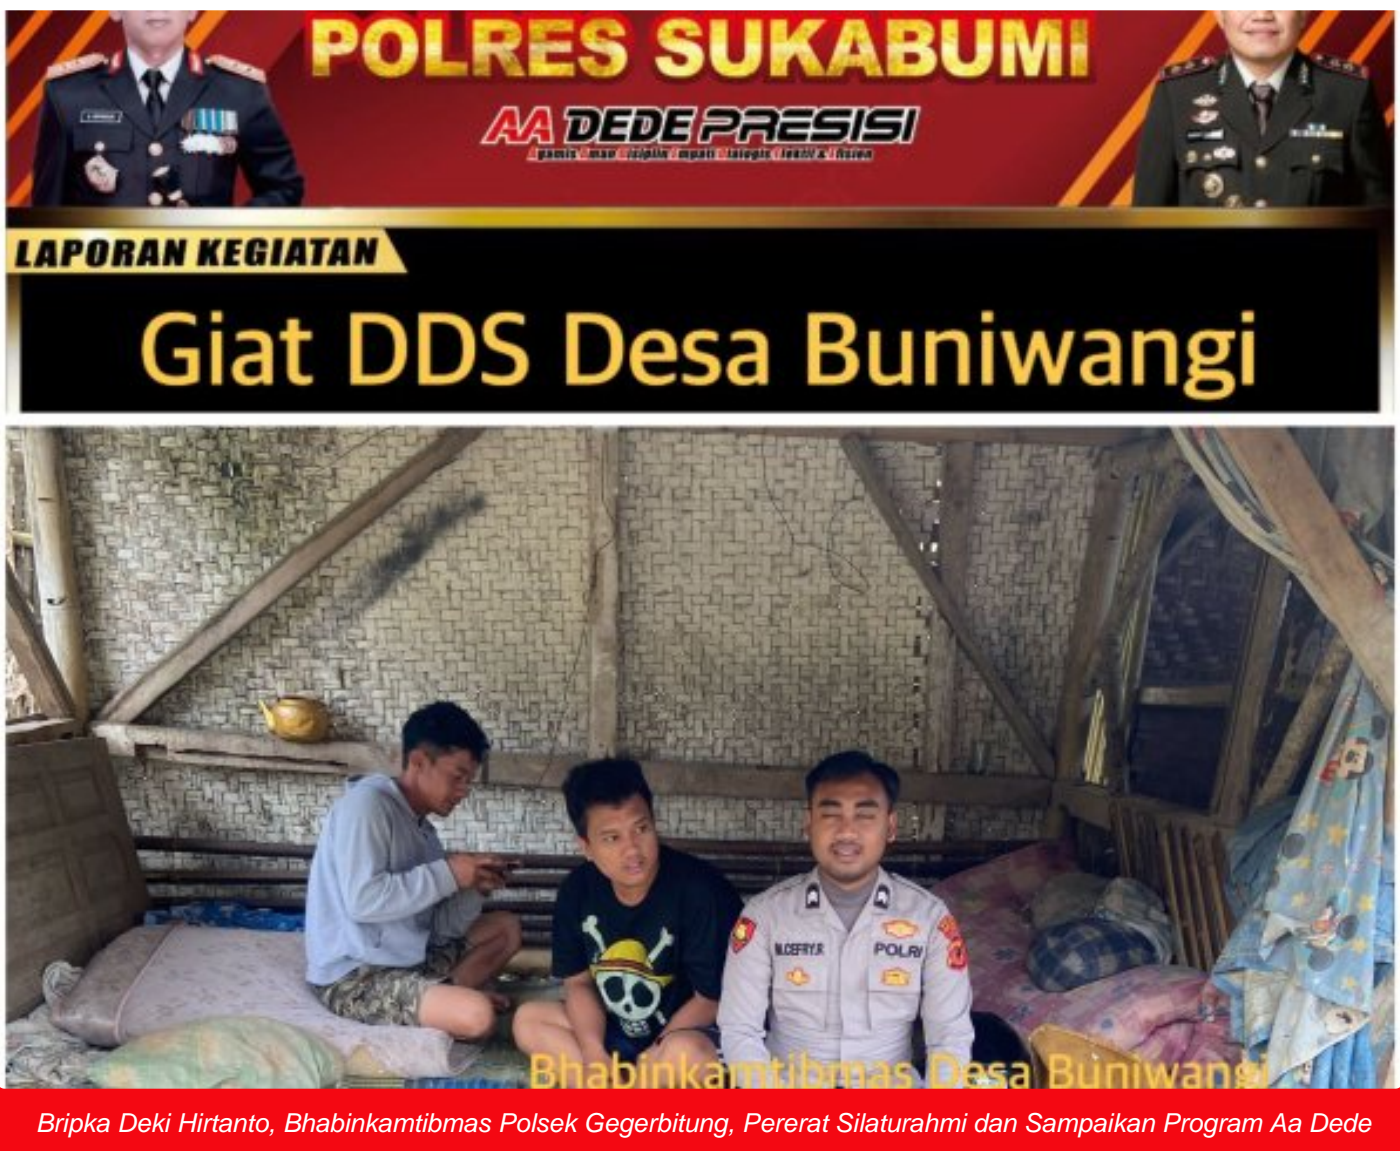 POLRES SUKABUMI
AA DEDE PRESISI
LAPORAN KEGIATAN
Giat DDS Desa Buniwangi
M.CEFRY.R
POLRI
Bhabinkamtibmas Desa Buniwangi
Bripka Deki Hirtanto, Bhabinkamtibmas Polsek Gegerbitung, Pererat Silaturahmi dan Sampaikan Program Aa Dede